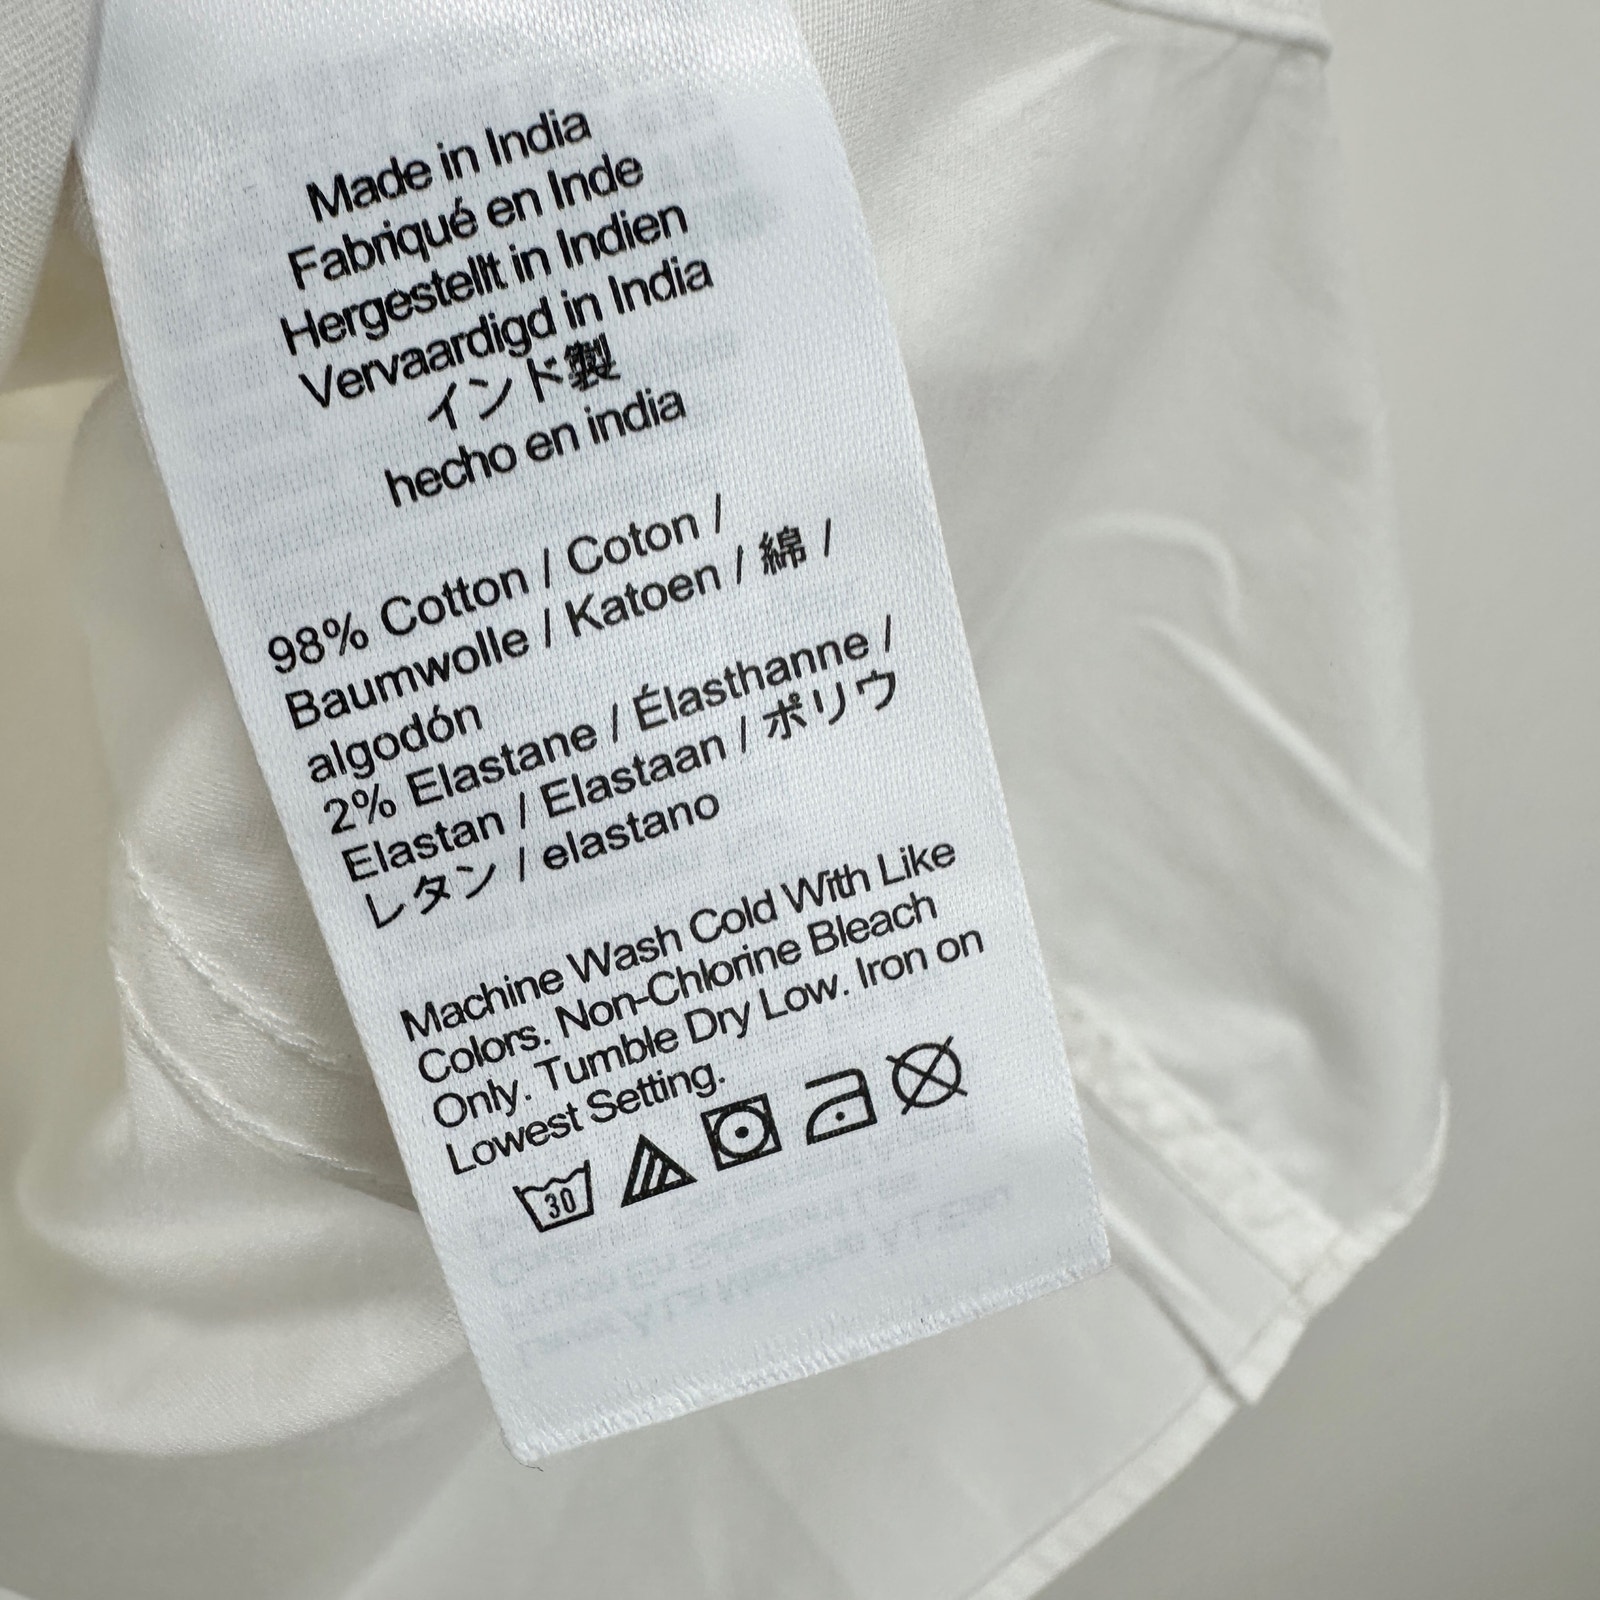 Made in India
Fabriqué en Inde
Hergestellt in Indien
Vervaardigd in India
インド製
hecho en india
98% Cotton / Coton /
Baumwolle / Katoen / 綿 /
algodón
2% Elastane / Élasthanne /
Elastan / Elastaan / ポリウ
レタン / elastano
Machine Wash Cold With Like
Colors. Non-Chlorine Bleach
Only. Tumble Dry Low. Iron on
Lowest Setting.
30